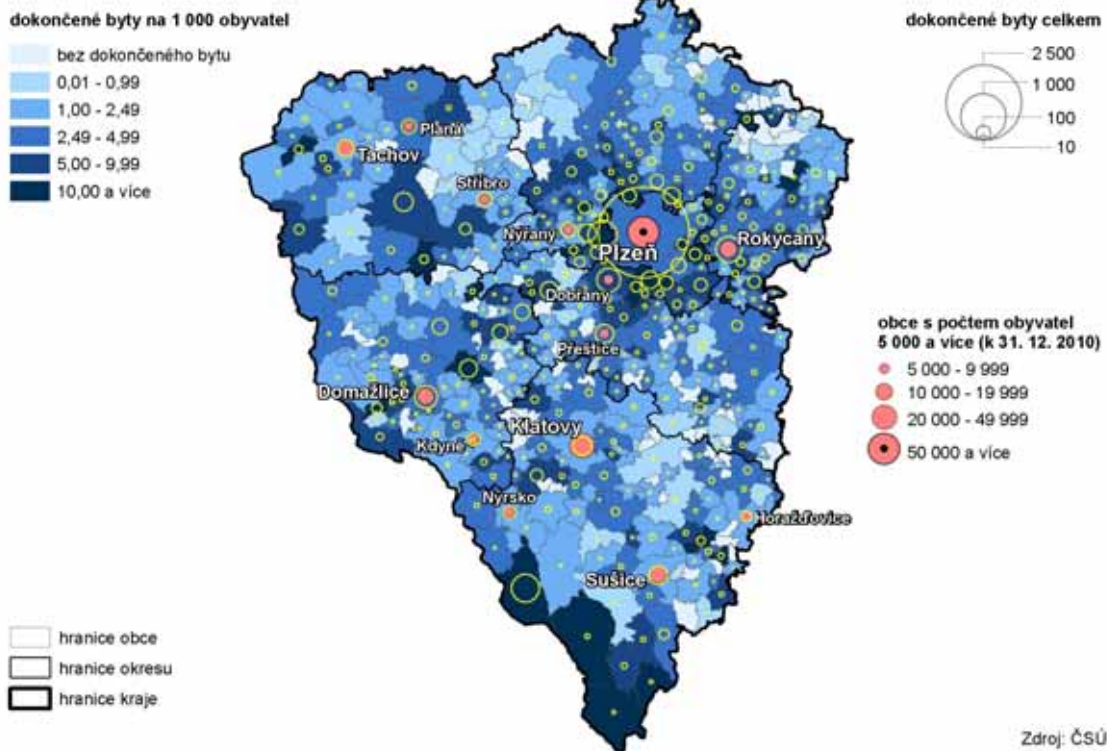 dokončené byty na 1 000 obyvatel
bez dokončeného bytu
0,01 - 0,99
1,00 - 2,49
2,49 - 4,99
5,00 - 9,99
10,00 a více
dokončené byty celkem
2 500
1 000
100
10
Planá
Tachov
Stříbro
Nýřany
Plzeň
Rokycany
Dobřany
Přeštice
Domažlice
Kdyně
Klatovy
Nýrsko
Horažďovice
Sušice
obce s počtem obyvatel
5 000 a více (k 31. 12. 2010)
5 000 - 9 999
10 000 - 19 999
20 000 - 49 999
50 000 a více
hranice obce
hranice okresu
hranice kraje
Zdroj: ČSÚ